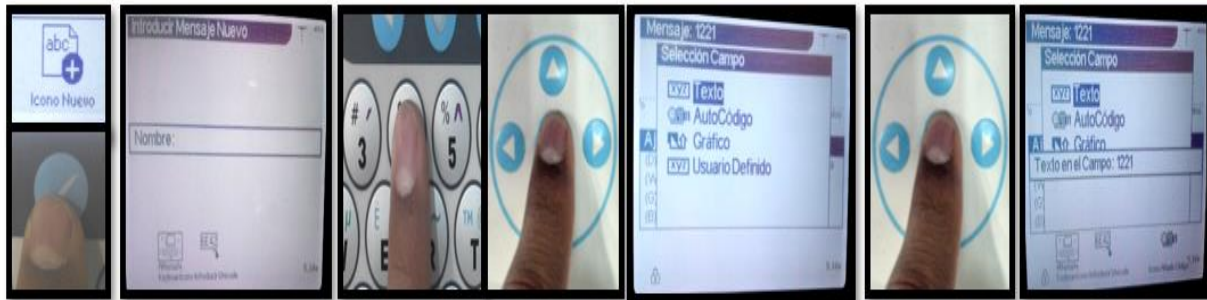 abc
Icono Nuevo
Introducir Mensaje Nuevo
Nombre:
#
3
%
^
5
E
T
Mensaje: 1221
Selección Campo
xyz Texto
AutoCódigo
Gráfico
xyz Usuario Definido
Mensaje: 1221
Selección Campo
xyz Texto
AutoCódigo
Gráfico
Texto en el Campo: 1221